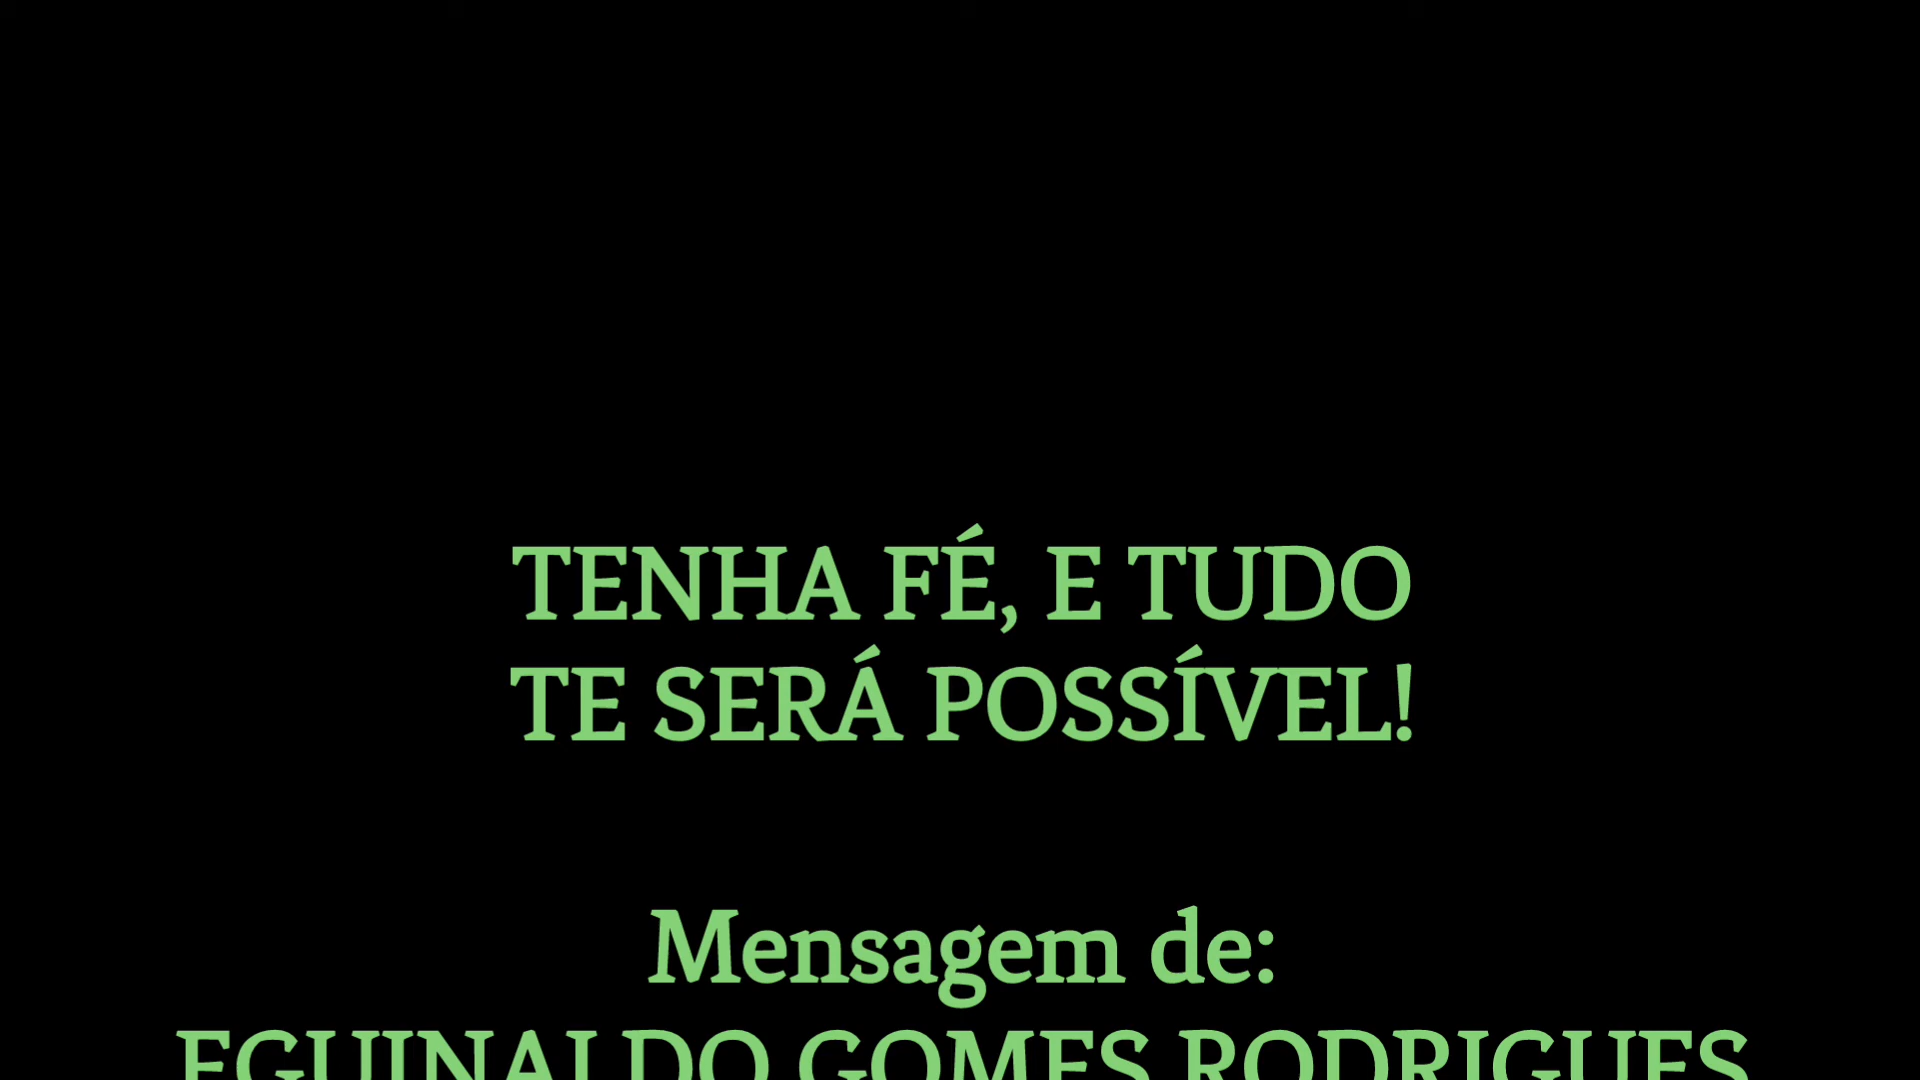 TENHA FÉ, E TUDO
TE SERÁ POSSÍVEL!
Mensagem de:
EGUINALDO GOMES RODRIGUES